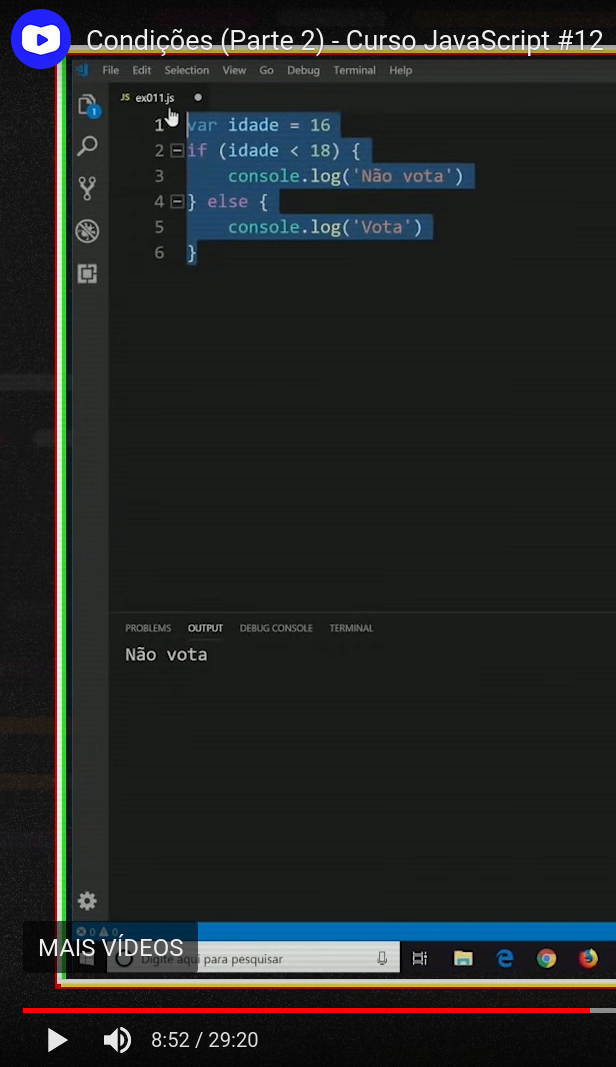 Condições (Parte 2) - Curso JavaScript #12
File Edit Selection View Go Debug Terminal Help
JS ex011.js
1
1 var idade = 16
2 if (idade < 18) {
3 console.log('Não vota')
4 } else {
5 console.log('Vota')
6 }
PROBLEMS OUTPUT DEBUG CONSOLE TERMINAL
Não vota
0 0
MAIS VÍDEOS
Digite aqui para pesquisar
8:52 / 29:20